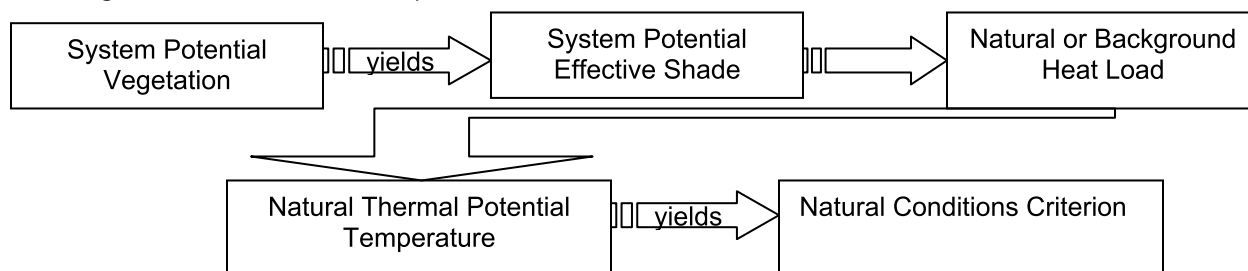 System Potential
Vegetation
yields
System Potential
Effective Shade
Natural or Background
Heat Load
Natural Thermal Potential
Temperature
yields
Natural Conditions Criterion